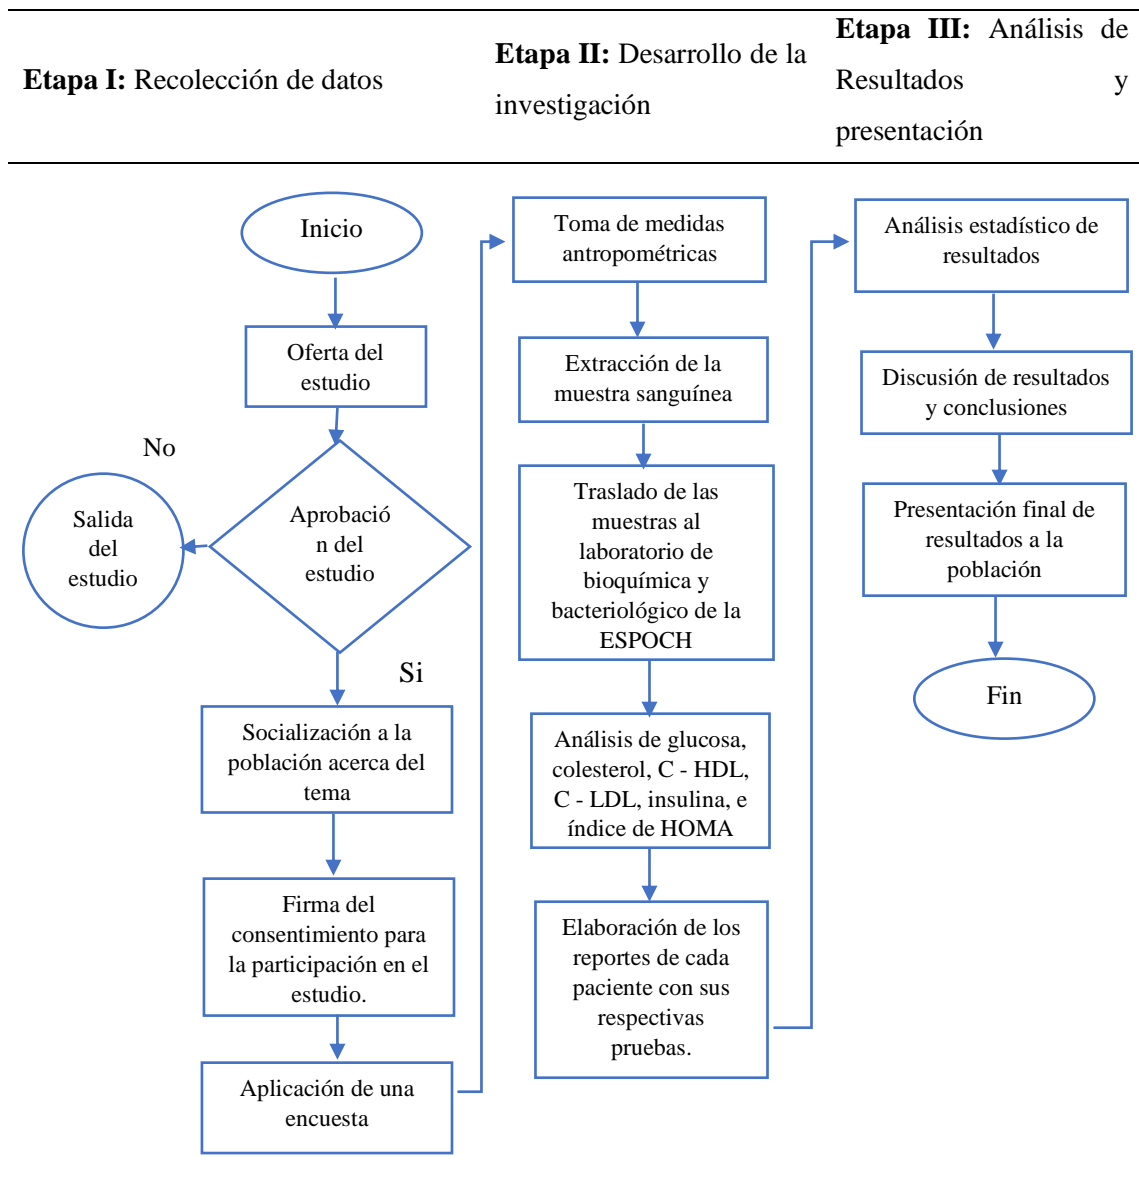 Etapa I: Recolección de datos
Etapa II: Desarrollo de la
investigación
Etapa III: Análisis de
Resultados y
presentación
Inicio
Oferta del
estudio
No
Salida
del
estudio
Aprobació
n del
estudio
Si
Socialización a la
población acerca del
tema
Firma del
consentimiento para
la participación en el
estudio.
Aplicación de una
encuesta
Toma de medidas
antropométricas
Extracción de la
muestra sanguínea
Traslado de las
muestras al
laboratorio de
bioquímica y
bacteriológico de la
ESPOCH
Análisis de glucosa,
colesterol, C - HDL,
C - LDL, insulina, e
índice de HOMA
Elaboración de los
reportes de cada
paciente con sus
respectivas
pruebas.
Análisis estadístico de
resultados
Discusión de resultados
y conclusiones
Presentación final de
resultados a la
población
Fin